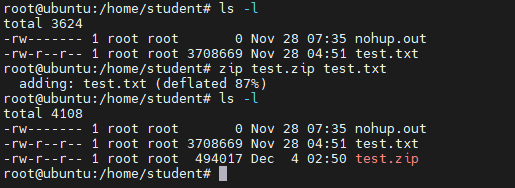 root@ubuntu:/home/student# ls -l
total 3624
-rw------- 1 root root       0 Nov 28 07:35 nohup.out
-rw-r--r-- 1 root root 3708669 Nov 28 04:51 test.txt
root@ubuntu:/home/student# zip test.zip test.txt
  adding: test.txt (deflated 87%)
root@ubuntu:/home/student# ls -l
total 4108
-rw------- 1 root root       0 Nov 28 07:35 nohup.out
-rw-r--r-- 1 root root 3708669 Nov 28 04:51 test.txt
-rw-r--r-- 1 root root  494017 Dec  4 02:50 test.zip
root@ubuntu:/home/student#